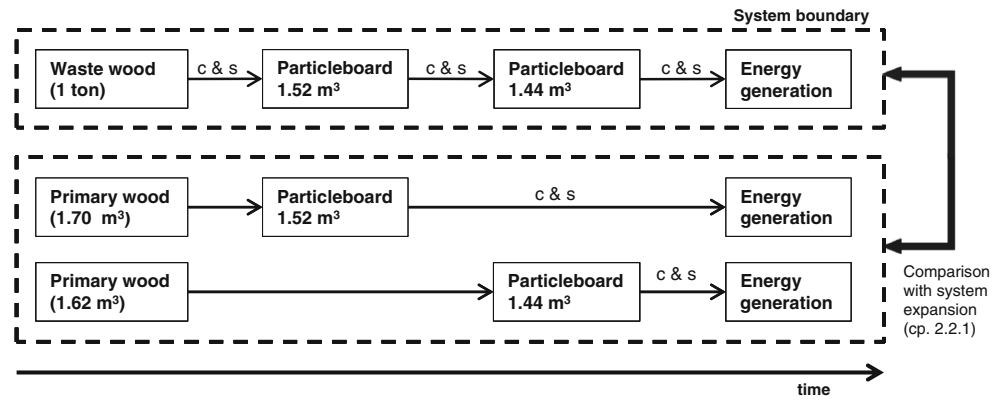 System boundary
Waste wood
(1 ton)
c & s
Particleboard
1.52 m³
c & s
Particleboard
1.44 m³
c & s
Energy
generation
Primary wood
(1.70 m³)
Particleboard
1.52 m³
c & s
Energy
generation
Primary wood
(1.62 m³)
Particleboard
1.44 m³
c & s
Energy
generation
Comparison
with system
expansion
(cp. 2.2.1)
time